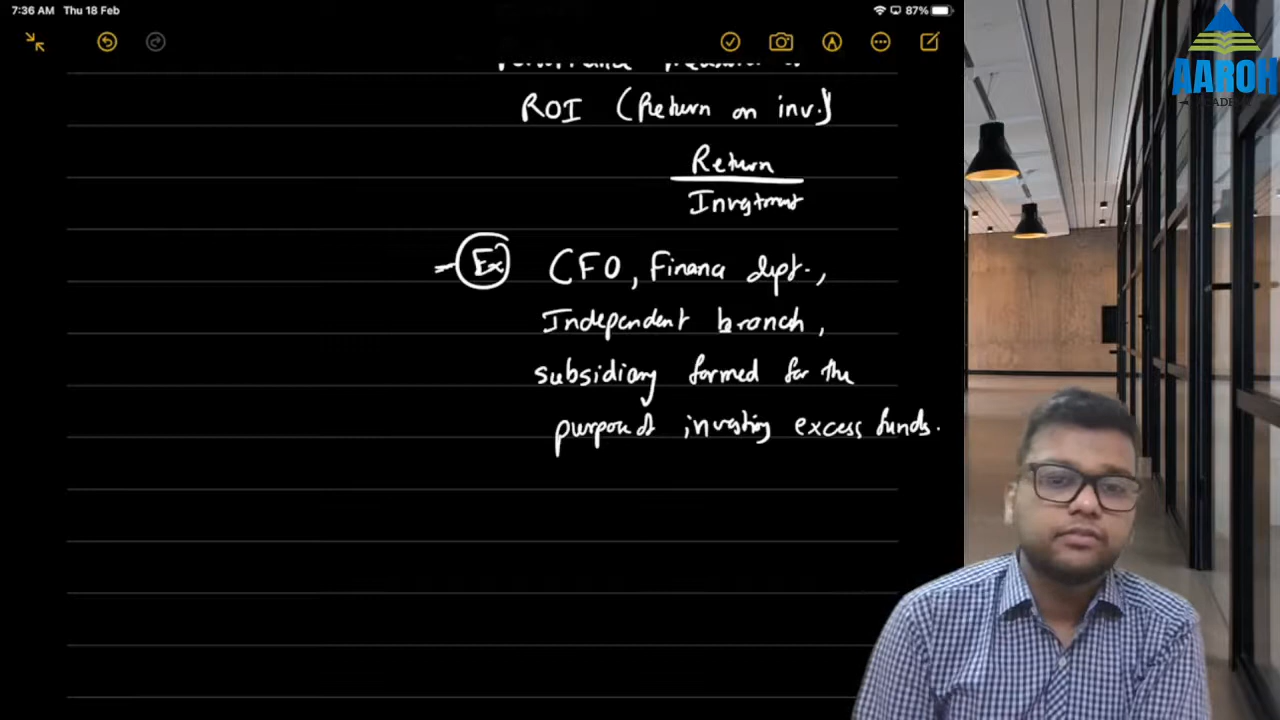 7:36 AM Thu 18 Feb
87%
AAROH
ROI (Return on inv.)
Return
Investment
- Ex CFO, Finance dept.,
Independent branch,
subsidiary formed for the
purpose of investing excess funds.